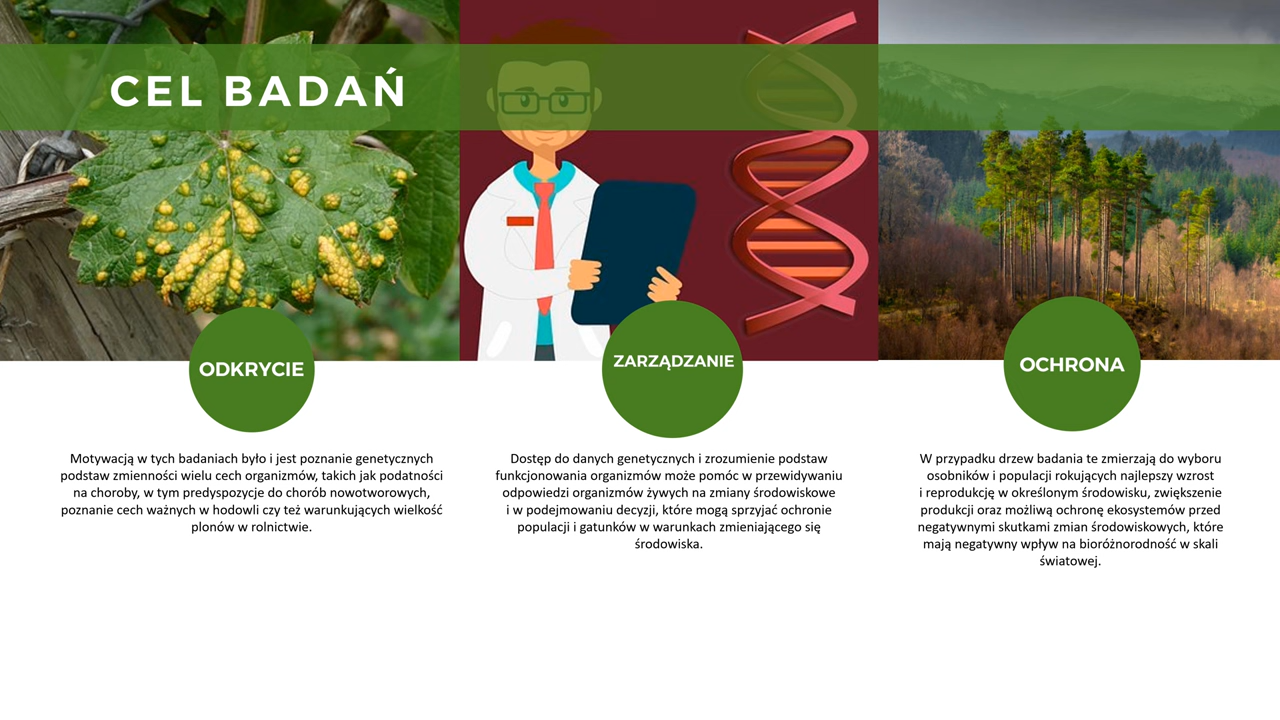 CEL BADAŃ
ODKRYCIE
Motywacją w tych badaniach było i jest poznanie genetycznych
podstaw zmienności wielu cech organizmów, takich jak podatności
na choroby, w tym predyspozycje do chorób nowotworowych,
poznanie cech ważnych w hodowli czy też warunkujących wielkość
plonów w rolnictwie.
ZARZĄDZANIE
Dostęp do danych genetycznych i zrozumienie podstaw
funkcjonowania organizmów może pomóc w przewidywaniu
odpowiedzi organizmów żywych na zmiany środowiskowe
i w podejmowaniu decyzji, które mogą sprzyjać ochronie
populacji i gatunków w warunkach zmieniającego się
środowiska.
OCHRONA
W przypadku drzew badania te zmierzają do wyboru
osobników i populacji rokujących najlepszy wzrost
i reprodukcję w określonym środowisku, zwiększenie
produkcji oraz możliwą ochronę ekosystemów przed
negatywnymi skutkami zmian środowiskowych, które
mają negatywny wpływ na bioróżnorodność w skali
światowej.